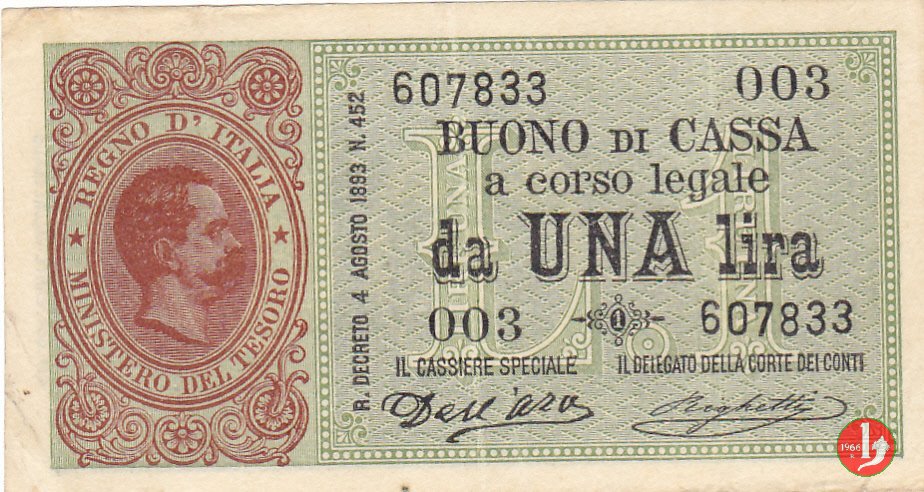 REGNO D' ITALIA
MINISTERO DEL TESORO
R. DECRETO 4 AGOSTO 1893 N. 452
607833 003
BUONO DI CASSA
a corso legale
da UNA lira
003 607833
IL CASSIERE SPECIALE IL DELEGATO DELLA CORTE DEI CONTI
Dell'Ara Righetti
1966